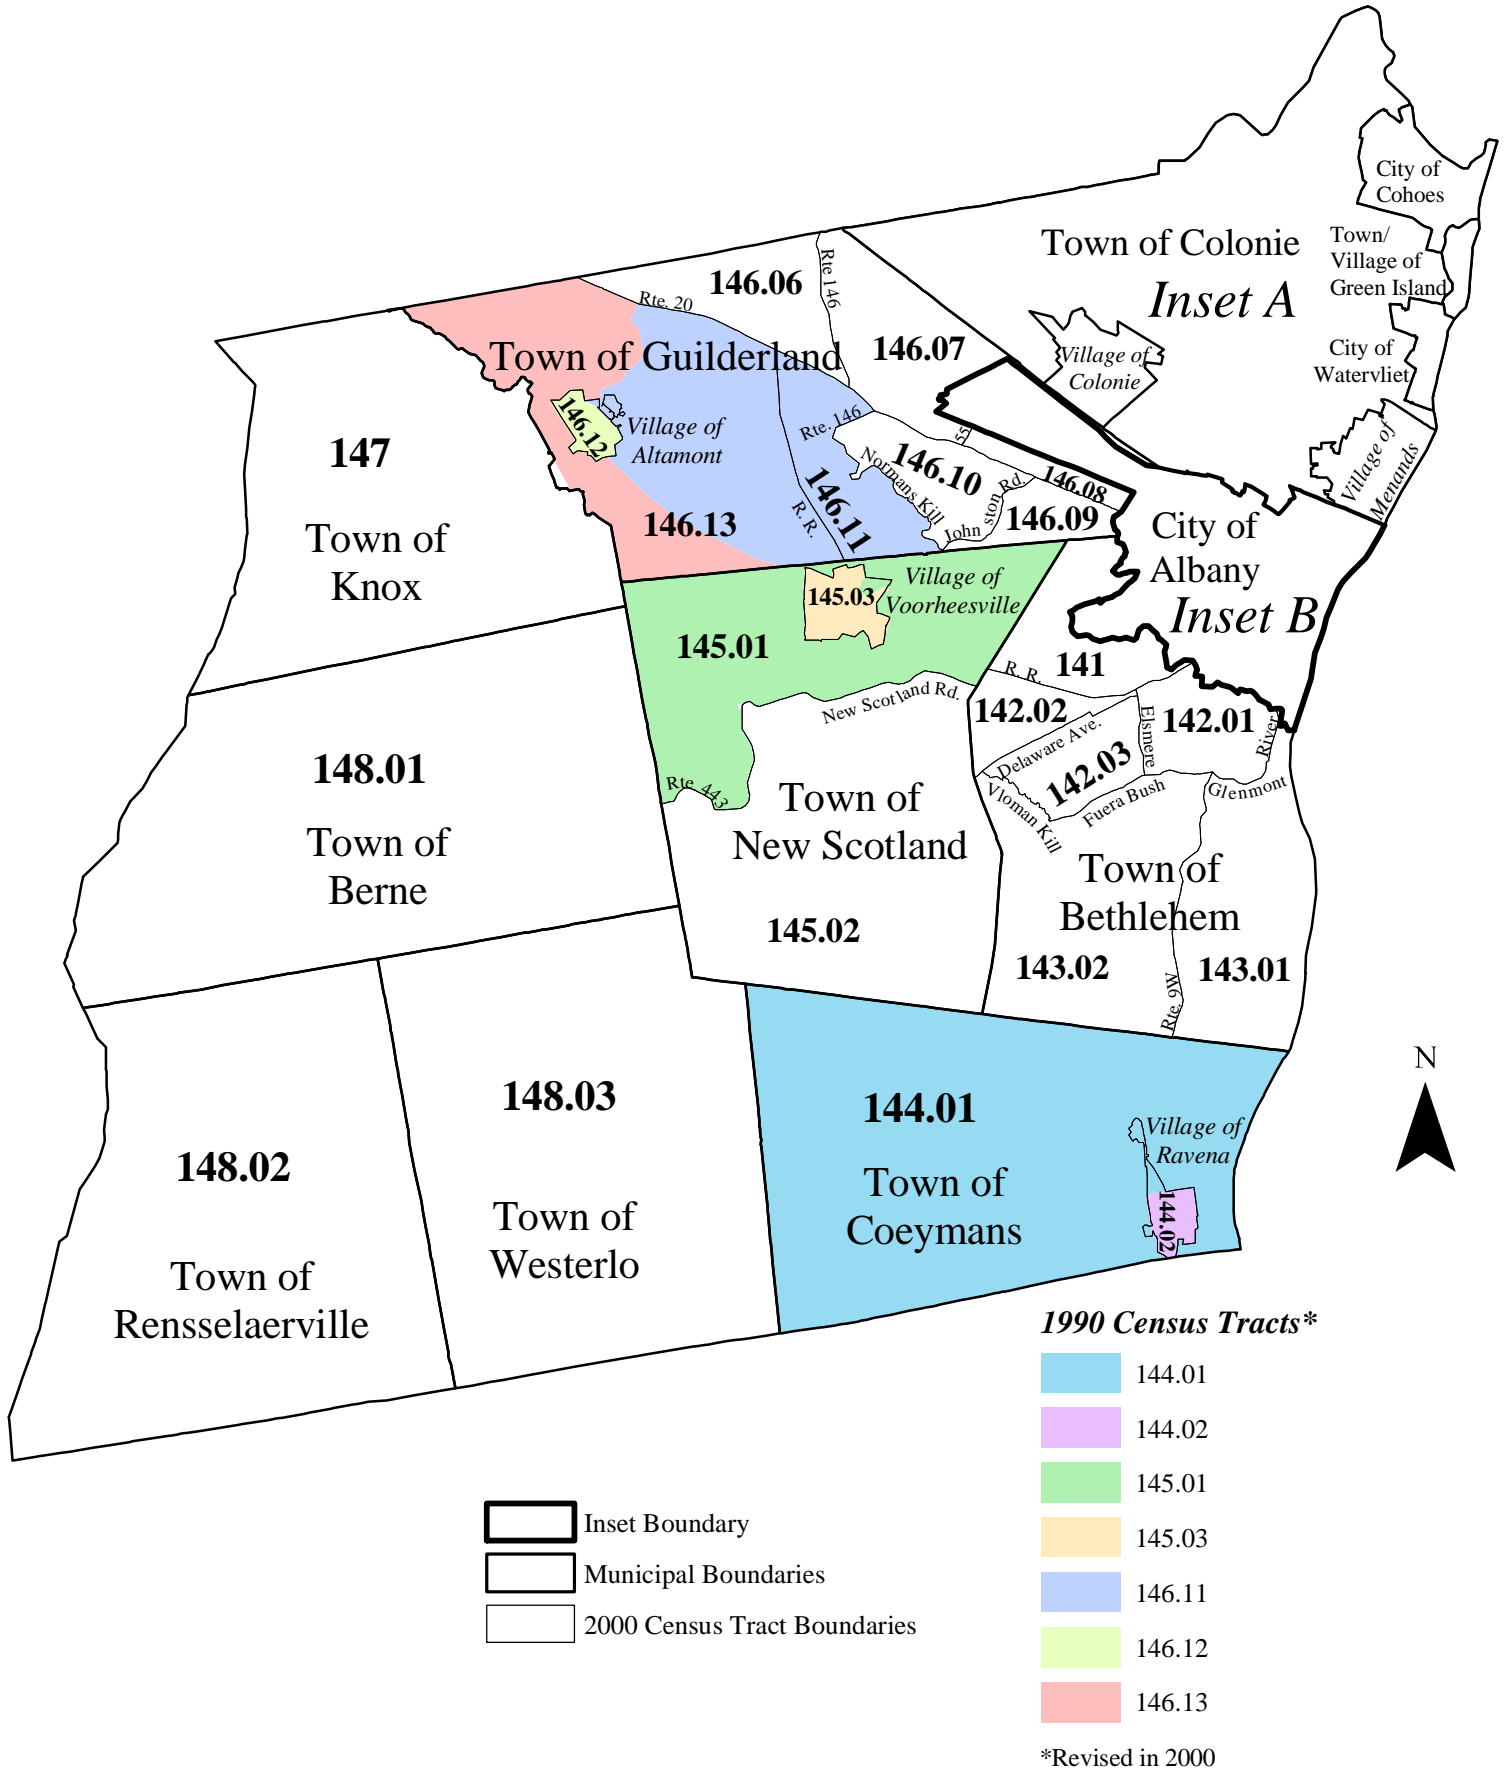 City of
Cohoes
Town of Colonie
Inset A
Town/
Village of
Green Island
Village of
Colonie
City of
Watervliet
Village of
Menands
146.06
Rte 146
Rte. 20
146.07
Town of Guilderland
146.12
Village of
Altamont
Rte. 146
55
146.10
Normans Kill
146.08
146.11
R. R.
John ston Rd.
146.09
146.13
147
Town of
Knox
City of
Albany
Inset B
145.03
Village of
Voorheesville
145.01
R. R.
141
New Scotland Rd.
142.02
Elsmere
142.01
River
Delaware Ave.
142.03
Vloman Kill
Fuera Bush
Glenmont
Rte. 443
148.01
Town of
Berne
Town of
New Scotland
145.02
Town of
Bethlehem
143.02
143.01
Rte. 9W
N
148.03
Town of
Westerlo
144.01
Town of
Coeymans
Village of
Ravena
144.02
148.02
Town of
Rensselaerville
1990 Census Tracts*
144.01
144.02
145.01
145.03
146.11
146.12
146.13
*Revised in 2000
Inset Boundary
Municipal Boundaries
2000 Census Tract Boundaries